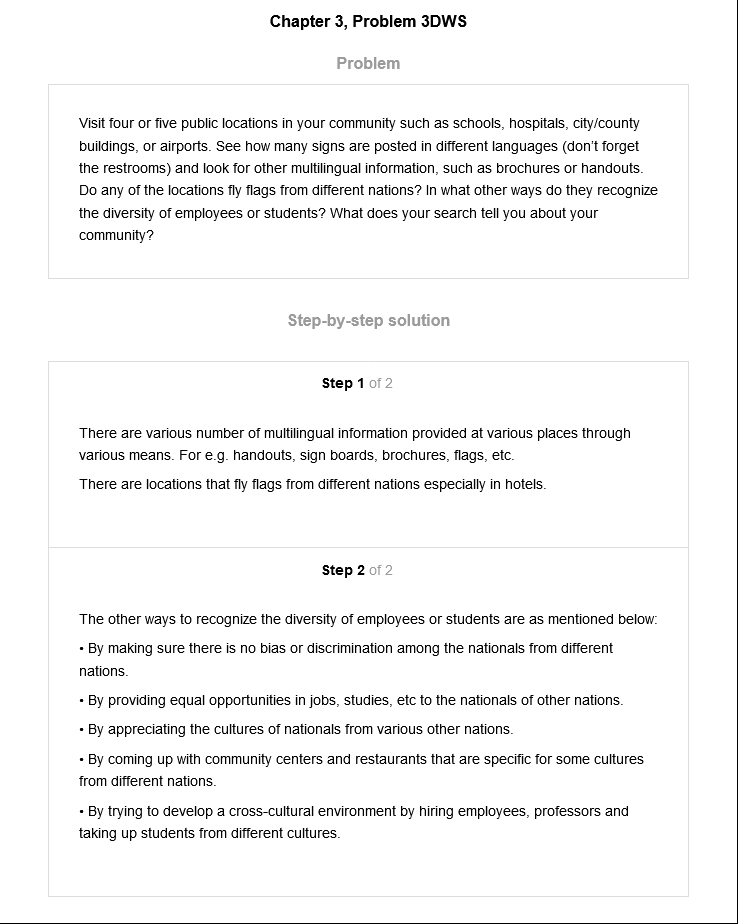 Chapter 3, Problem 3DWS
Problem
Visit four or five public locations in your community such as schools, hospitals, city/county
buildings, or airports. See how many signs are posted in different languages (don't forget
the restrooms) and look for other multilingual information, such as brochures or handouts.
Do any of the locations fly flags from different nations? In what other ways do they recognize
the diversity of employees or students? What does your search tell you about your
community?
Step-by-step solution
Step 1 of 2
There are various number of multilingual information provided at various places through
various means. For e.g. handouts, sign boards, brochures, flags, etc.
There are locations that fly flags from different nations especially in hotels.
Step 2 of 2
The other ways to recognize the diversity of employees or students are as mentioned below:
• By making sure there is no bias or discrimination among the nationals from different
nations.
• By providing equal opportunities in jobs, studies, etc to the nationals of other nations.
• By appreciating the cultures of nationals from various other nations.
• By coming up with community centers and restaurants that are specific for some cultures
from different nations.
• By trying to develop a cross-cultural environment by hiring employees, professors and
taking up students from different cultures.